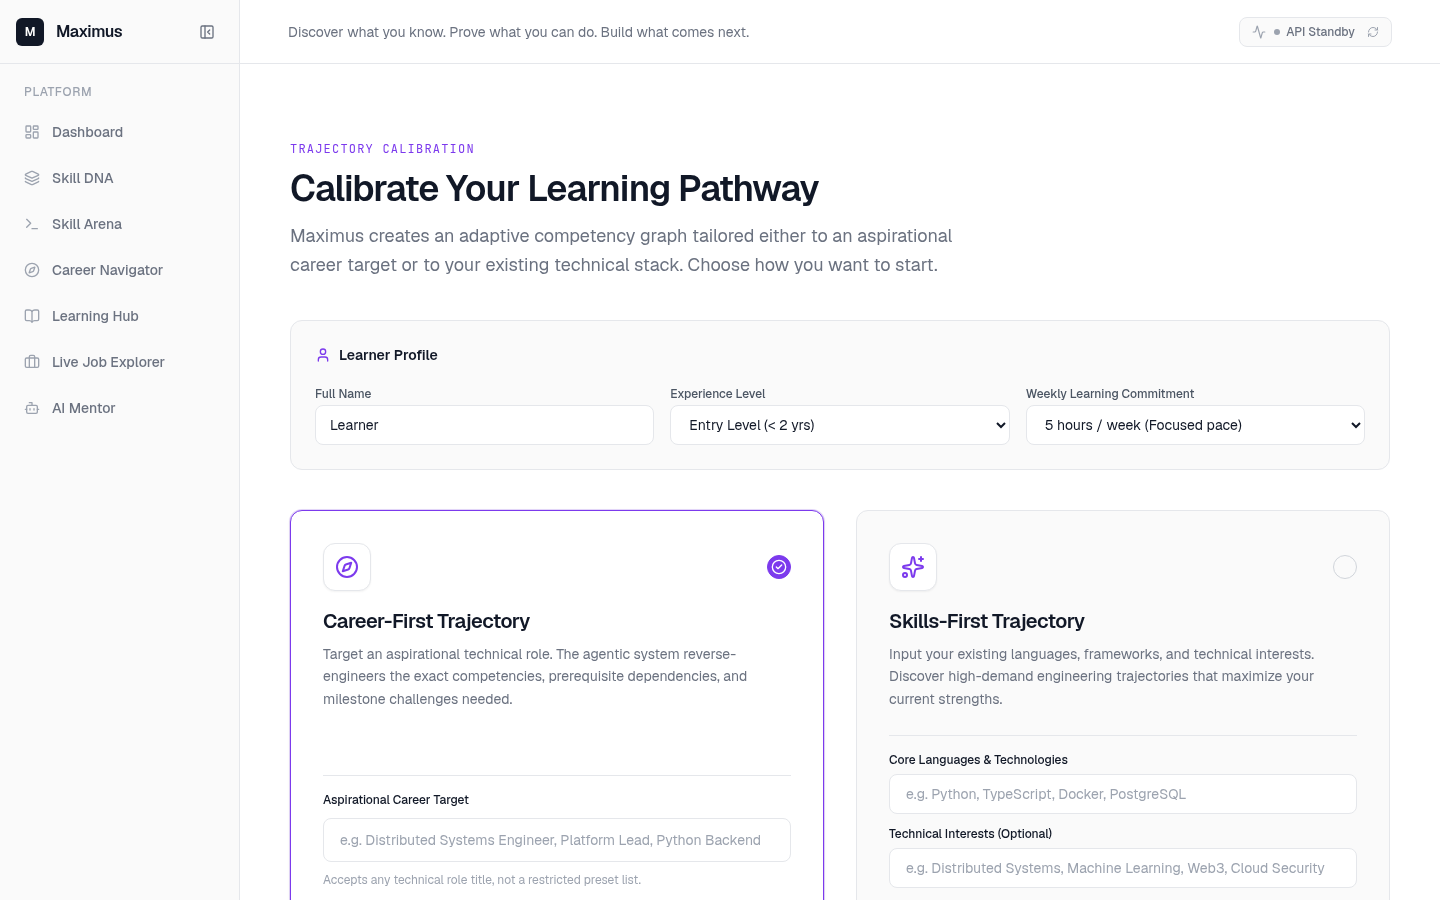 M
Maximus
Discover what you know. Prove what you can do. Build what comes next.
API Standby
PLATFORM
Dashboard
Skill DNA
Skill Arena
Career Navigator
Learning Hub
Live Job Explorer
AI Mentor
TRAJECTORY CALIBRATION
Calibrate Your Learning Pathway
Maximus creates an adaptive competency graph tailored either to an aspirational
career target or to your existing technical stack. Choose how you want to start.
Learner Profile
Full Name
Learner
Experience Level
Entry Level (< 2 yrs)
Weekly Learning Commitment
5 hours / week (Focused pace)
Career-First Trajectory
Target an aspirational technical role. The agentic system reverse-
engineers the exact competencies, prerequisite dependencies, and
milestone challenges needed.
Aspirational Career Target
e.g. Distributed Systems Engineer, Platform Lead, Python Backend
Accepts any technical role title, not a restricted preset list.
Skills-First Trajectory
Input your existing languages, frameworks, and technical interests.
Discover high-demand engineering trajectories that maximize your
current strengths.
Core Languages & Technologies
e.g. Python, TypeScript, Docker, PostgreSQL
Technical Interests (Optional)
e.g. Distributed Systems, Machine Learning, Web3, Cloud Security